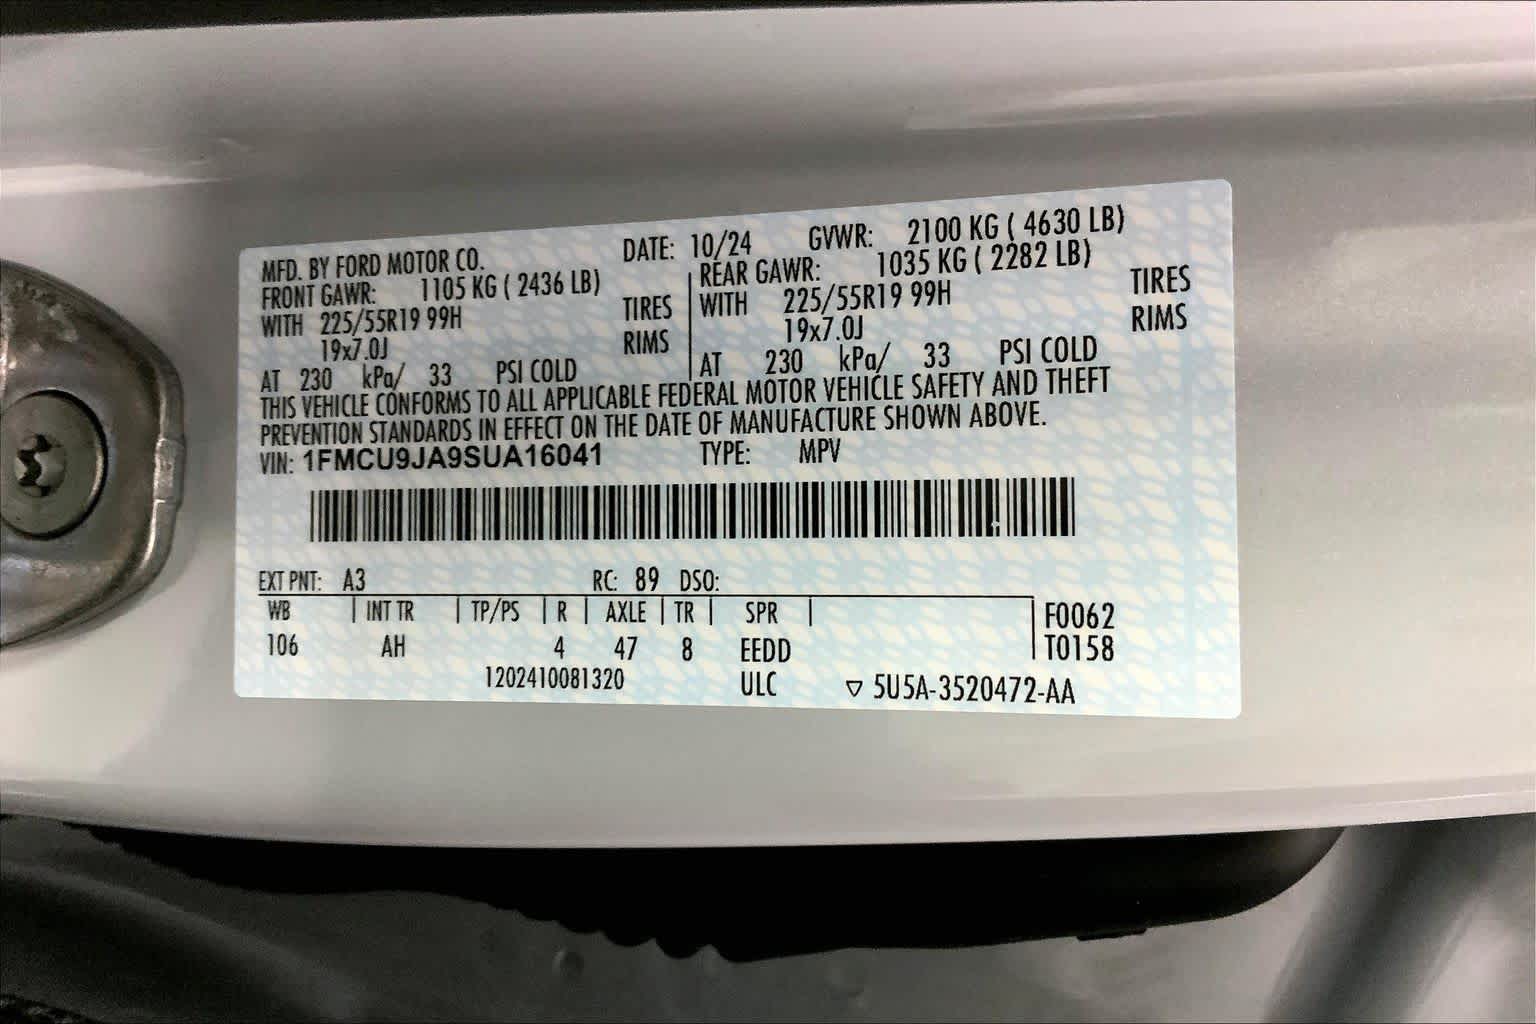 MFD. BY FORD MOTOR CO. DATE: 10/24 GVWR: 2100 KG ( 4630 LB)
FRONT GAWR: 1105 KG ( 2436 LB) REAR GAWR: 1035 KG ( 2282 LB)
WITH 225/55R19 99H TIRES WITH 225/55R19 99H TIRES
19x7.0J RIMS 19x7.0J RIMS
AT 230 kPa/ 33 PSI COLD AT 230 kPa/ 33 PSI COLD
THIS VEHICLE CONFORMS TO ALL APPLICABLE FEDERAL MOTOR VEHICLE SAFETY AND THEFT
PREVENTION STANDARDS IN EFFECT ON THE DATE OF MANUFACTURE SHOWN ABOVE.
VIN: 1FMCU9JA9SUA16041 TYPE: MPV
EXT PNT: A3 RC: 89 DSO:
WB INT TR TP/PS R AXLE TR SPR F0062
106 AH 4 47 8 EEDD T0158
1202410081320 ULC ▽ 5U5A-3520472-AA